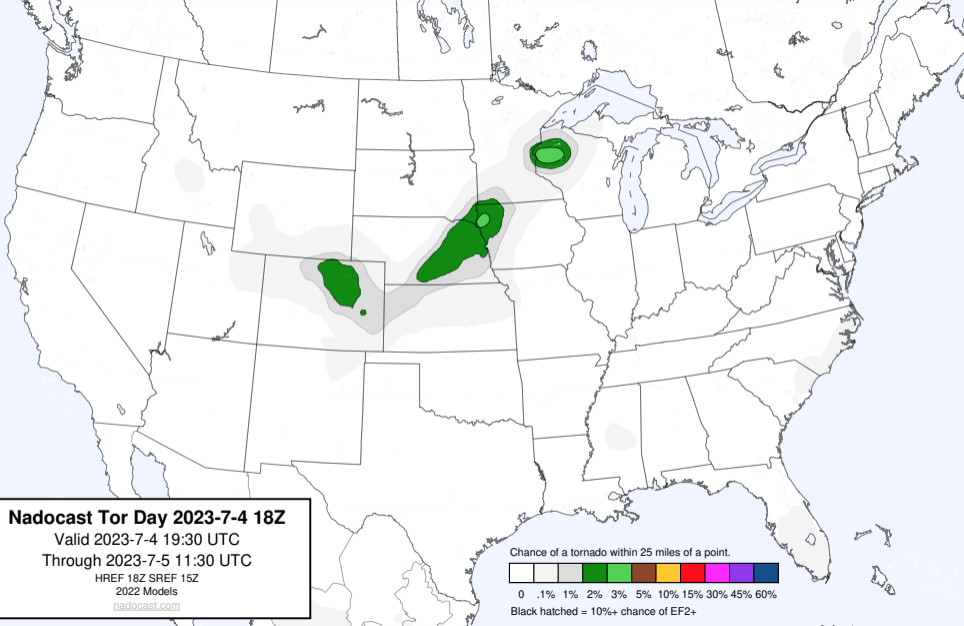 Nadocast Tor Day 2023-7-4 18Z
Valid 2023-7-4 19:30 UTC
Through 2023-7-5 11:30 UTC
HREF 18Z SREF 15Z
2022 Models
nadocast.com
Chance of a tornado within 25 miles of a point.
0 .1% 1% 2% 3% 5% 10% 15% 30% 45% 60%
Black hatched = 10%+ chance of EF2+